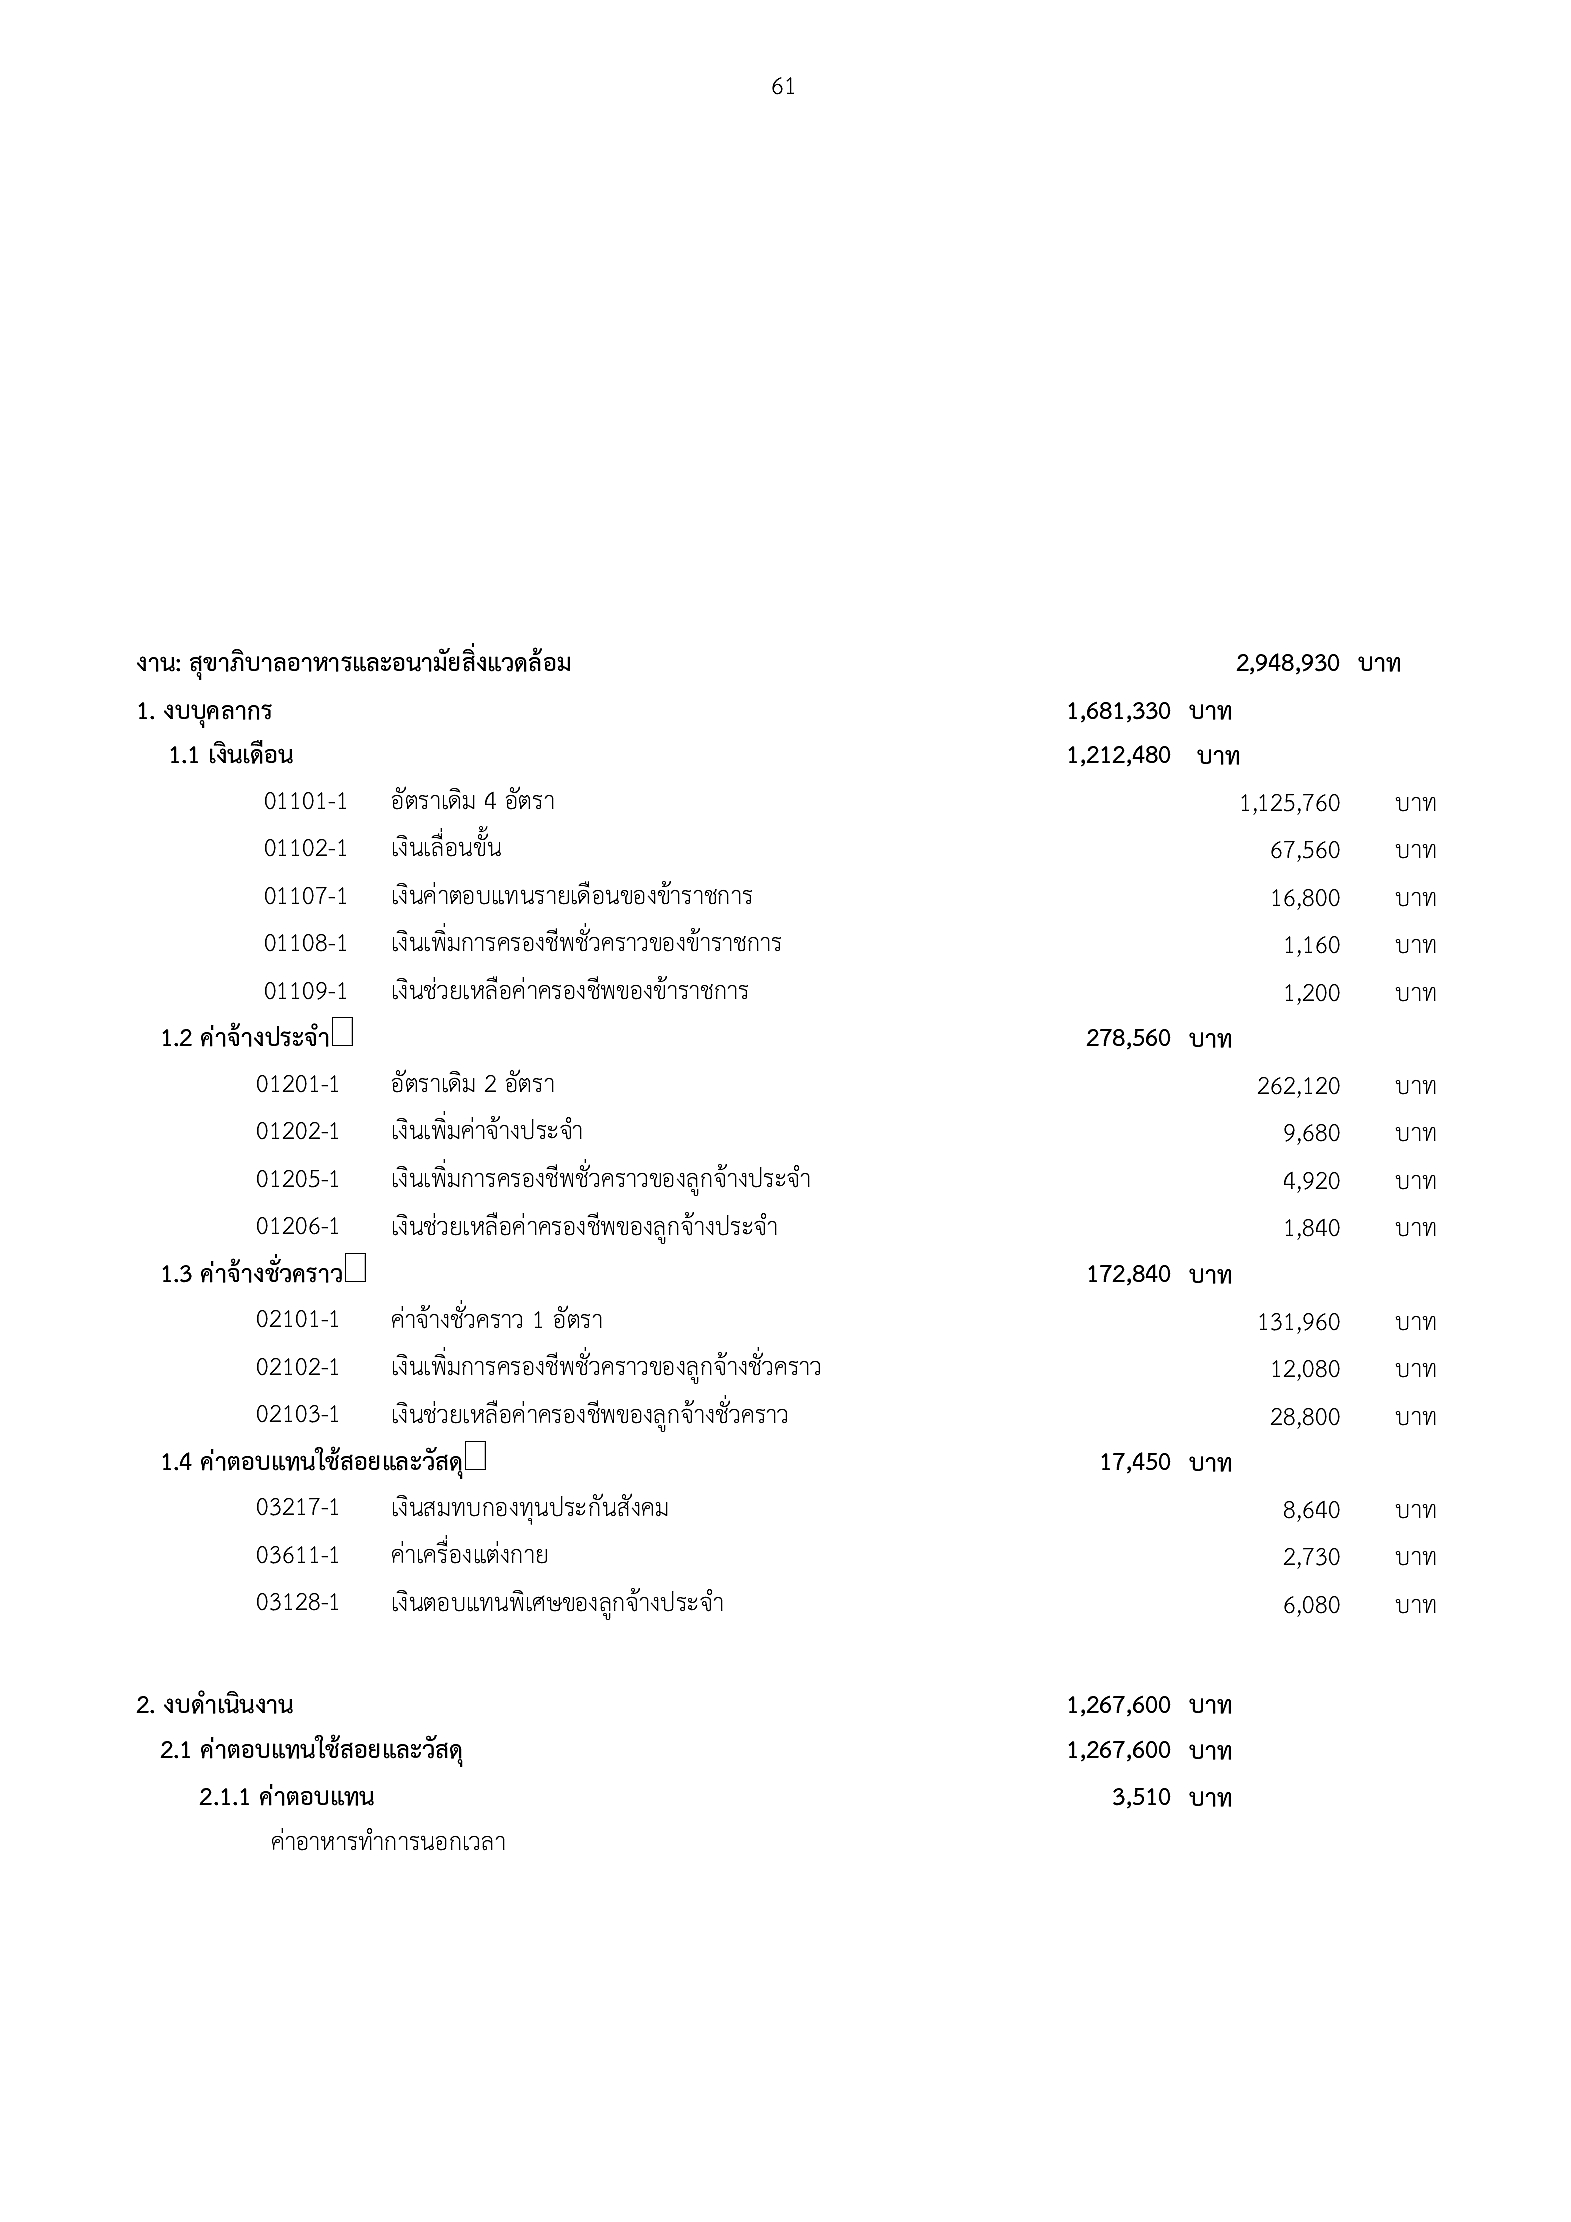 61
งาน: สุขาภิบาลอาหารและอนามัยสิ่งแวดล้อม 2,948,930 บาท
1. งบบุคลากร 1,681,330 บาท
1.1 เงินเดือน 1,212,480 บาท
01101-1 อัตราเดิม 4 อัตรา 1,125,760 บาท
01102-1 เงินเลื่อนขั้น 67,560 บาท
01107-1 เงินค่าตอบแทนรายเดือนของข้าราชการ 16,800 บาท
01108-1 เงินเพิ่มการครองชีพชั่วคราวของข้าราชการ 1,160 บาท
01109-1 เงินช่วยเหลือค่าครองชีพของข้าราชการ 1,200 บาท
1.2 ค่าจ้างประจำ 278,560 บาท
01201-1 อัตราเดิม 2 อัตรา 262,120 บาท
01202-1 เงินเพิ่มค่าจ้างประจำ 9,680 บาท
01205-1 เงินเพิ่มการครองชีพชั่วคราวของลูกจ้างประจำ 4,920 บาท
01206-1 เงินช่วยเหลือค่าครองชีพของลูกจ้างประจำ 1,840 บาท
1.3 ค่าจ้างชั่วคราว 172,840 บาท
02101-1 ค่าจ้างชั่วคราว 1 อัตรา 131,960 บาท
02102-1 เงินเพิ่มการครองชีพชั่วคราวของลูกจ้างชั่วคราว 12,080 บาท
02103-1 เงินช่วยเหลือค่าครองชีพของลูกจ้างชั่วคราว 28,800 บาท
1.4 ค่าตอบแทนใช้สอยและวัสดุ 17,450 บาท
03217-1 เงินสมทบกองทุนประกันสังคม 8,640 บาท
03611-1 ค่าเครื่องแต่งกาย 2,730 บาท
03128-1 เงินตอบแทนพิเศษของลูกจ้างประจำ 6,080 บาท
2. งบดำเนินงาน 1,267,600 บาท
2.1 ค่าตอบแทนใช้สอยและวัสดุ 1,267,600 บาท
2.1.1 ค่าตอบแทน 3,510 บาท
ค่าอาหารทำการนอกเวลา